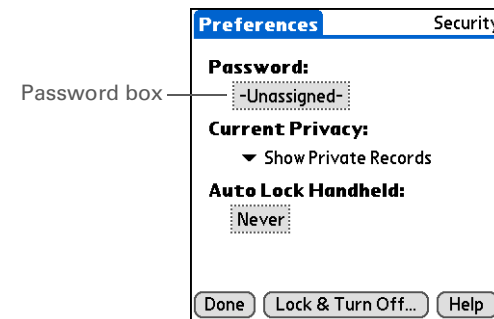 Preferences Security
Password:
Password box -Unassigned-
Current Privacy:
Show Private Records
Auto Lock Handheld:
Never
Done Lock & Turn Off... Help